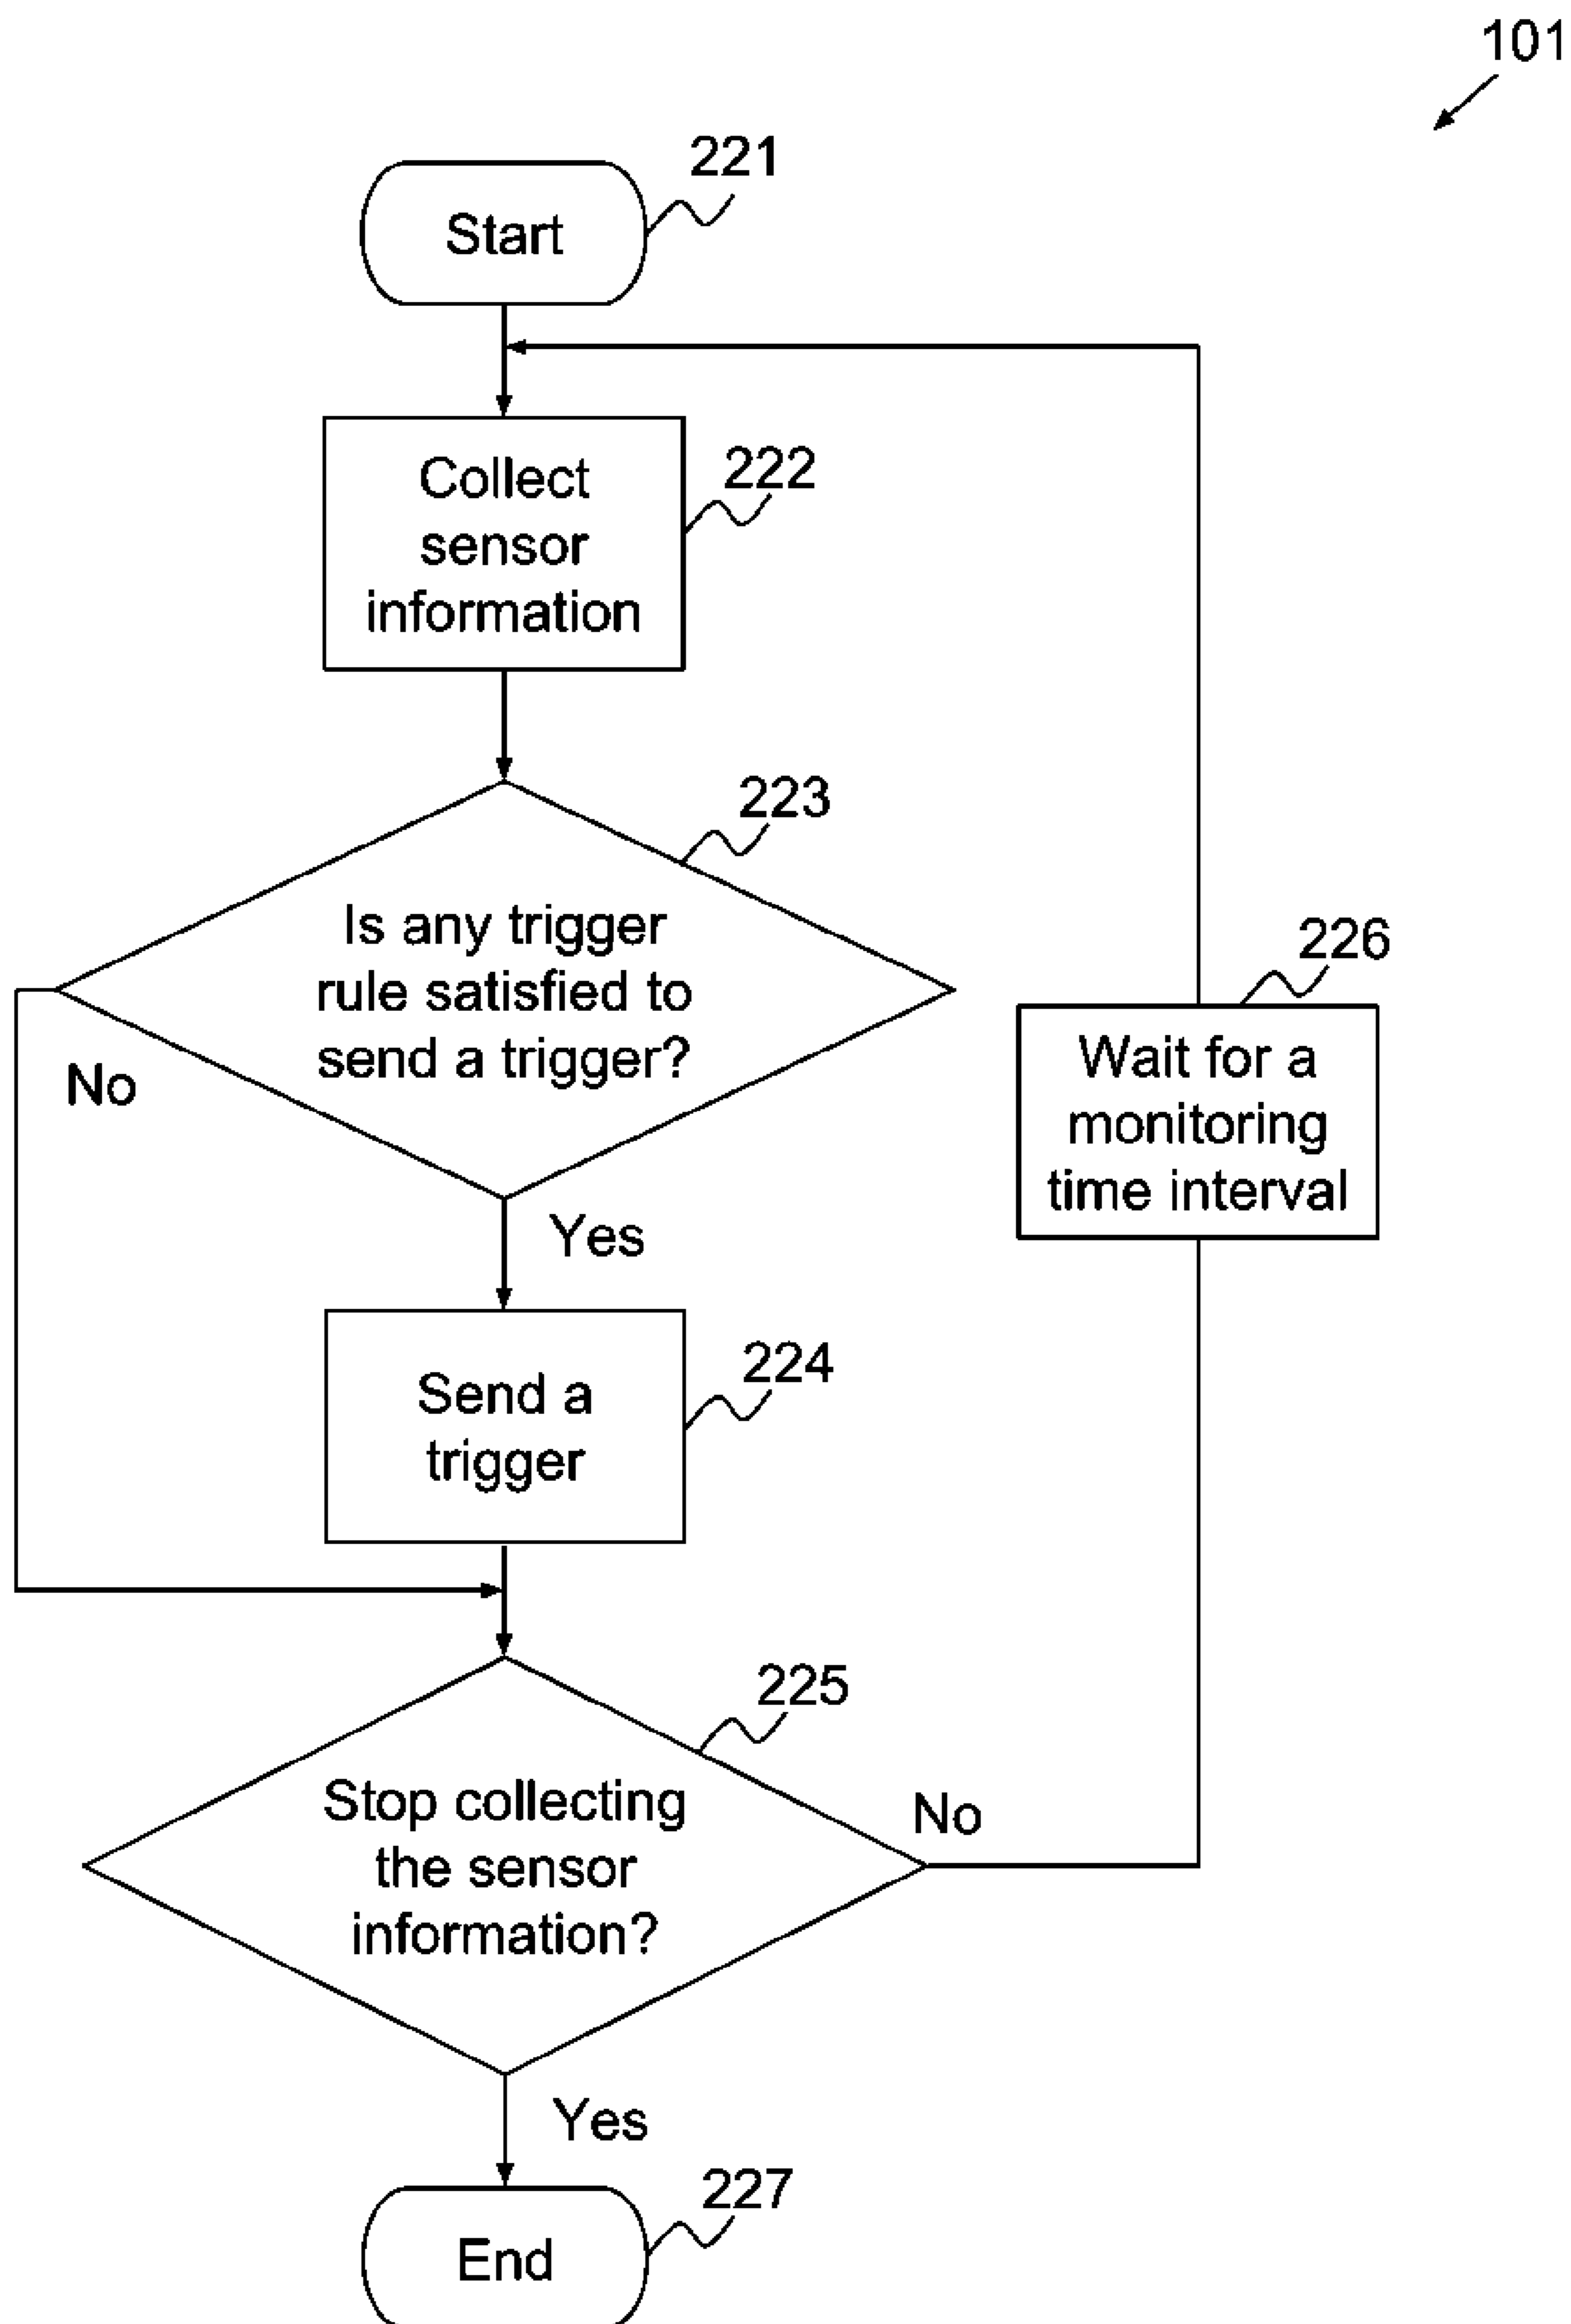 101
221
Start
222
Collect
sensor
information
223
Is any trigger
rule satisfied to
send a trigger?
No
226
Wait for a
monitoring
time interval
Yes
224
Send a
trigger
225
Stop collecting
the sensor
information?
No
Yes
227
End